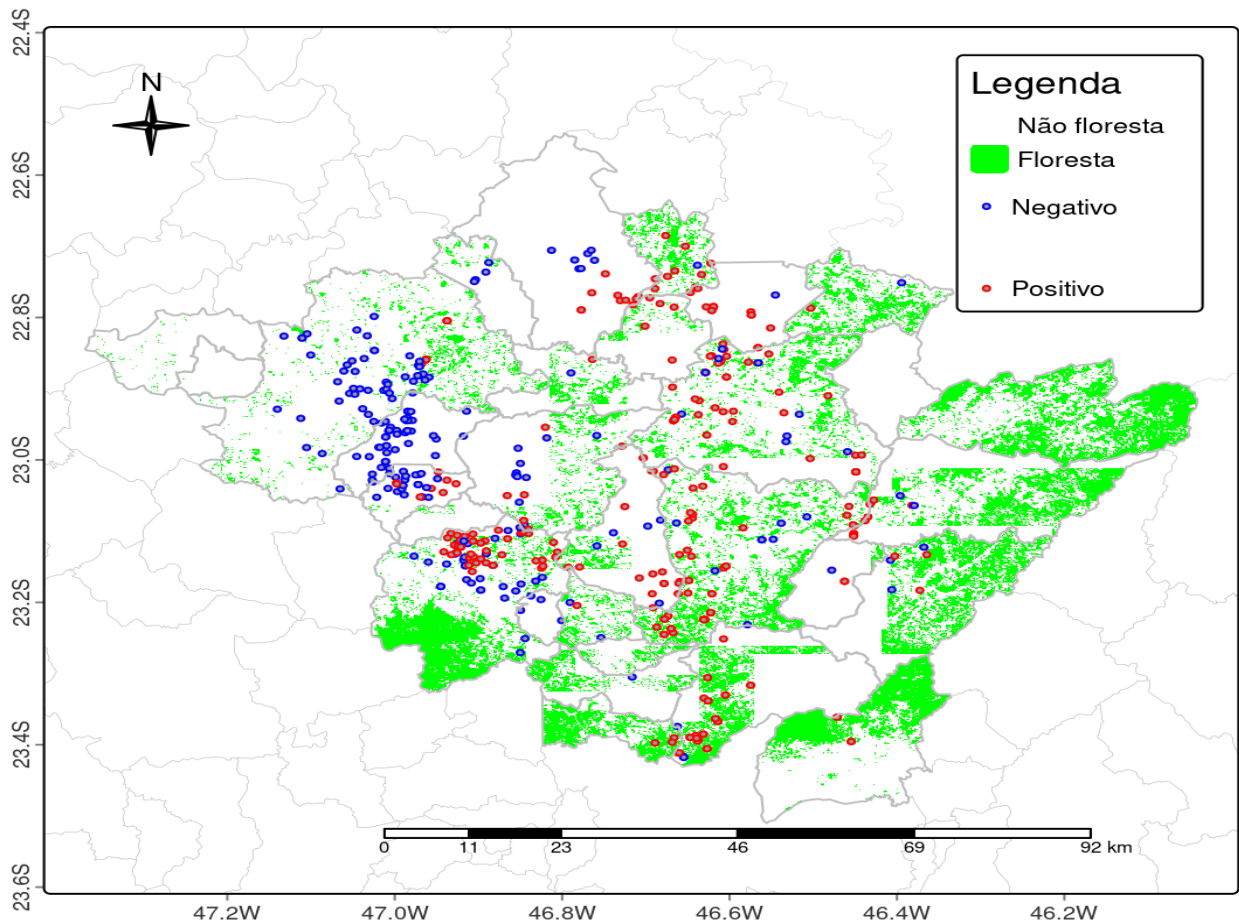 22.4S
22.6S
22.8S
23.0S
23.2S
23.4S
23.6S
N
Legenda
Não floresta
Floresta
Negativo
Positivo
0 11 23 46 69 92 km
47.2W 47.0W 46.8W 46.6W 46.4W 46.2W